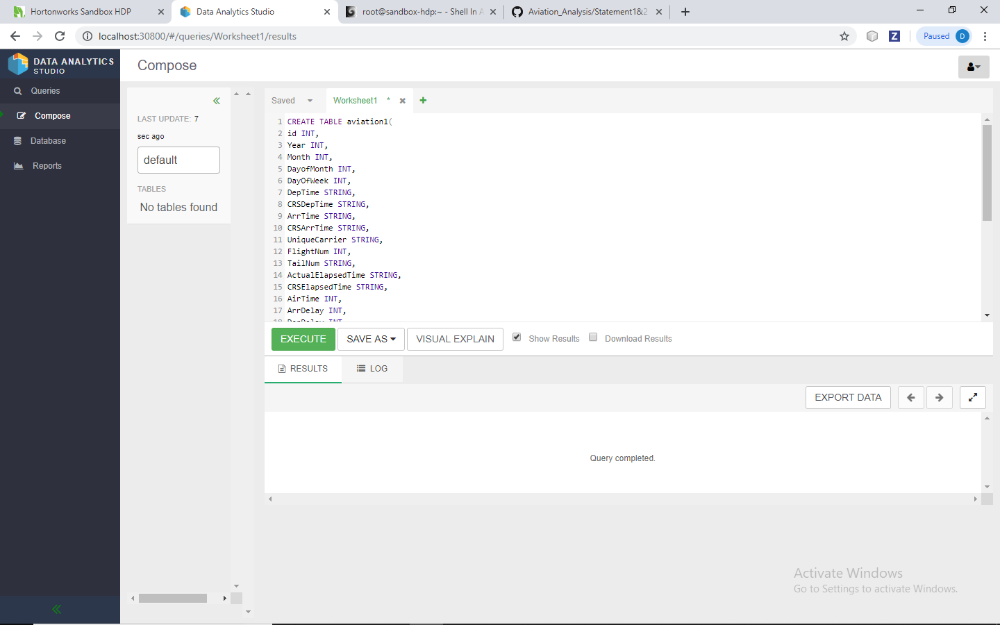 Hortonworks Sandbox HDP
Data Analytics Studio
root@sandbox-hdp:~ - Shell In A
Aviation_Analysis/Statement1&2
localhost:30800/#/queries/Worksheet1/results
Z
Paused
D
DATA ANALYTICS
STUDIO
Compose
Queries
Compose
Database
Reports
LAST UPDATE: 7
sec ago
default
TABLES
No tables found
Saved
Worksheet1 *
1 CREATE TABLE aviation1(
2 id INT,
3 Year INT,
4 Month INT,
5 DayofMonth INT,
6 DayOfWeek INT,
7 DepTime STRING,
8 CRSDepTime STRING,
9 ArrTime STRING,
10 CRSArrTime STRING,
11 UniqueCarrier STRING,
12 FlightNum INT,
13 TailNum STRING,
14 ActualElapsedTime STRING,
15 CRSElapsedTime STRING,
16 AirTime INT,
17 ArrDelay INT,
18 DepDelay INT
EXECUTE
SAVE AS
VISUAL EXPLAIN
Show Results
Download Results
RESULTS
LOG
EXPORT DATA
Query completed.
Activate Windows
Go to Settings to activate Windows.